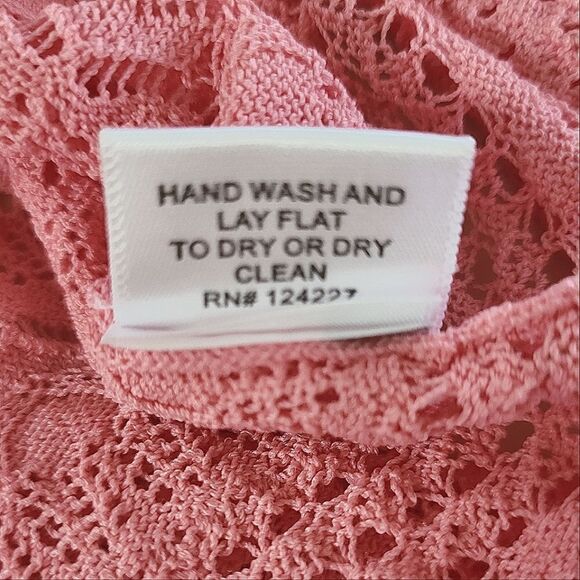 HAND WASH AND
LAY FLAT
TO DRY OR DRY
CLEAN
RN# 124227